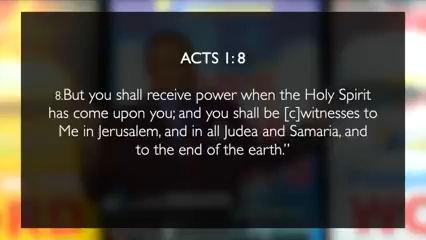 ACTS 1:8
8.But you shall receive power when the Holy Spirit
has come upon you; and you shall be [c]witnesses to
Me in Jerusalem, and in all Judea and Samaria, and
to the end of the earth.”